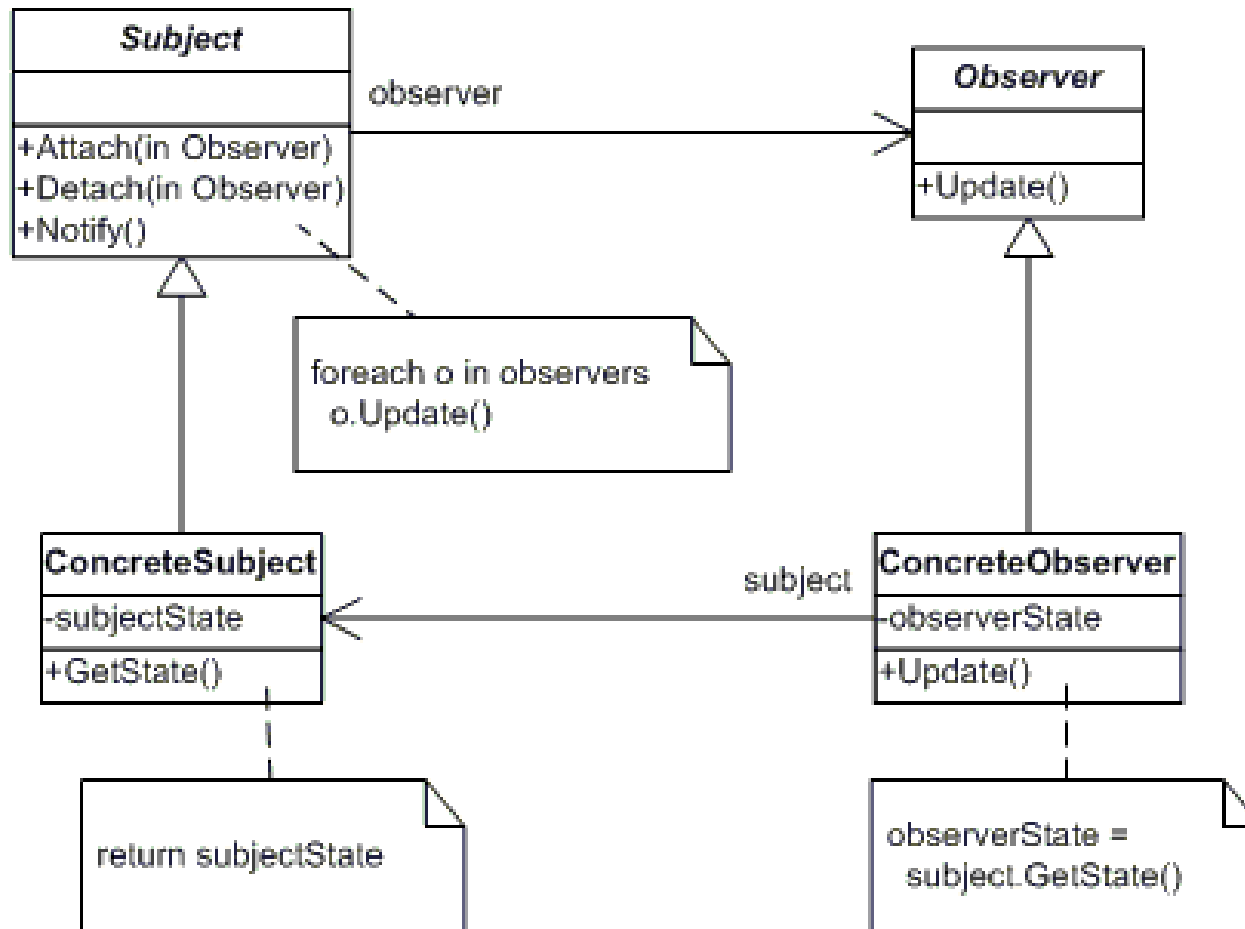 Subject
+Attach(in Observer)
+Detach(in Observer)
+Notify()
observer
Observer
+Update()
foreach o in observers
o.Update()
ConcreteSubject
-subjectState
+GetState()
subject
ConcreteObserver
-observerState
+Update()
return subjectState
observerState =
subject.GetState()